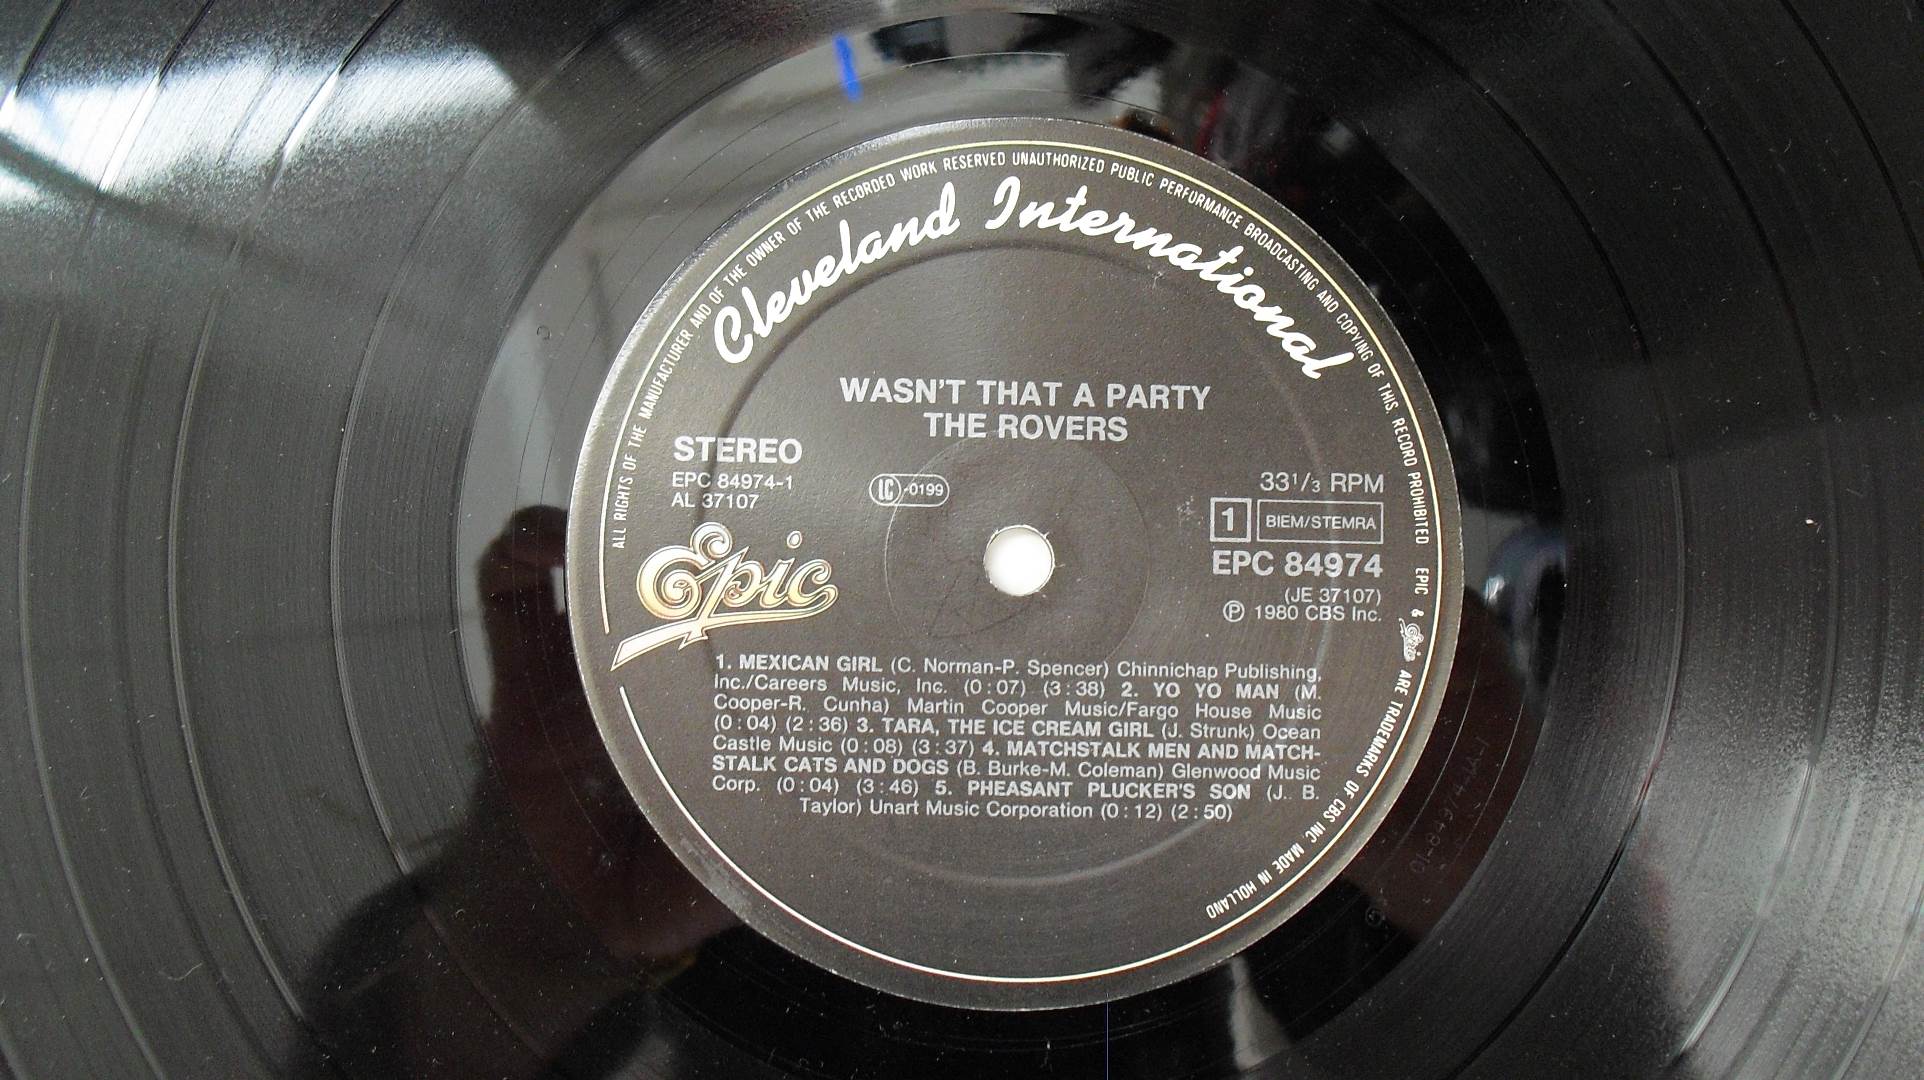 ALL RIGHTS OF THE MANUFACTURER AND OF THE OWNER OF THE RECORDED WORK RESERVED UNAUTHORIZED PUBLIC PERFORMANCE BROADCASTING AND COPYING OF THIS RECORD PROHIBITED EPIC & Epic ARE TRADEMARKS OF CBS INC. MADE IN HOLLAND
Cleveland International
WASN'T THAT A PARTY
THE ROVERS
STEREO
EPC 84974-1
AL 37107
LC-0199
33 1/3 RPM
1 BIEM/STEMRA
EPC 84974
(JE 37107)
Ⓟ 1980 CBS Inc.
Epic
1. MEXICAN GIRL (C. Norman-P. Spencer) Chinnichap Publishing,
Inc./Careers Music, Inc. (0:07) (3:38) 2. YO YO MAN (M.
Cooper-R. Cunha) Martin Cooper Music/Fargo House Music
(0:04) (2:36) 3. TARA, THE ICE CREAM GIRL (J. Strunk) Ocean
Castle Music (0:08) (3:37) 4. MATCHSTALK MEN AND MATCH-
STALK CATS AND DOGS (B. Burke-M. Coleman) Glenwood Music
Corp. (0:04) (3:46) 5. PHEASANT PLUCKER'S SON (J. B.
Taylor) Unart Music Corporation (0:12) (2:50)